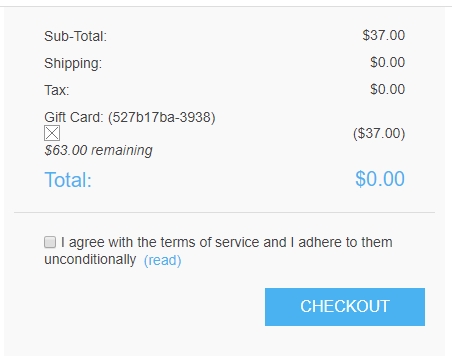 Sub-Total: $37.00
Shipping: $0.00
Tax: $0.00
Gift Card: (527b17ba-3938)
($37.00)
$63.00 remaining
Total: $0.00
I agree with the terms of service and I adhere to them
unconditionally (read)
CHECKOUT